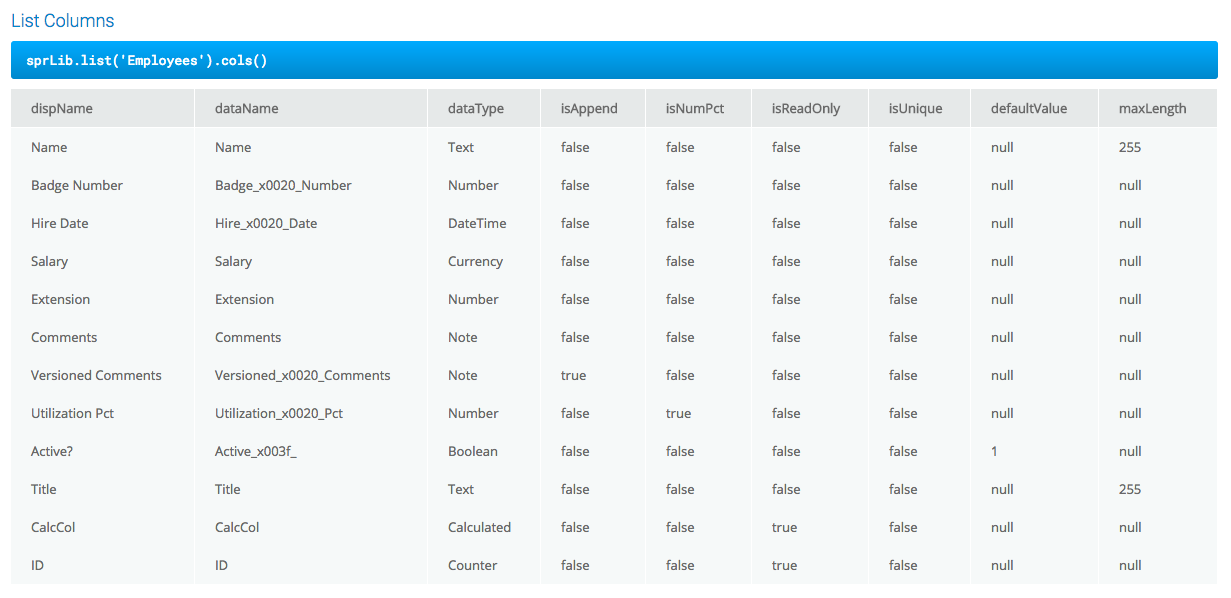 List Columns
sprLib.list('Employees').cols()
dispName dataName dataType isAppend isNumPct isReadOnly isUnique defaultValue maxLength
Name Name Text false false false false null 255
Badge Number Badge_x0020_Number Number false false false false null null
Hire Date Hire_x0020_Date DateTime false false false false null null
Salary Salary Currency false false false false null null
Extension Extension Number false false false false null null
Comments Comments Note false false false false null null
Versioned Comments Versioned_x0020_Comments Note true false false false null null
Utilization Pct Utilization_x0020_Pct Number false true false false null null
Active? Active_x003f_ Boolean false false false false 1 null
Title Title Text false false false false null 255
CalcCol CalcCol Calculated false false true false null null
ID ID Counter false false true false null null